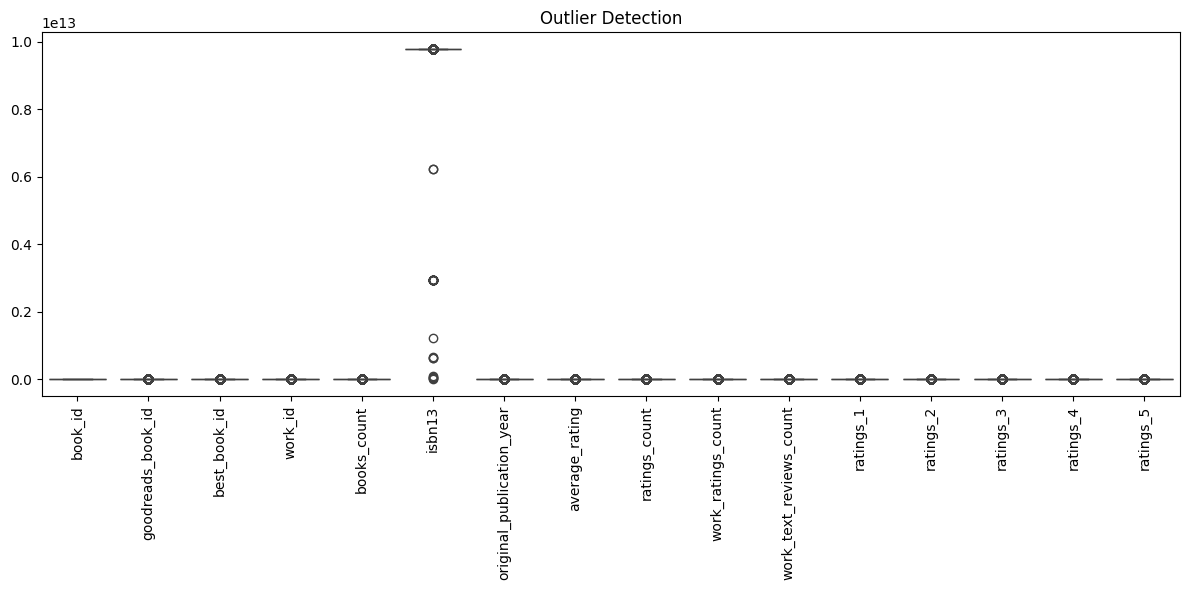 Outlier Detection
1e13
1.0
0.8
0.6
0.4
0.2
0.0
book_id
goodreads_book_id
best_book_id
work_id
books_count
isbn13
original_publication_year
average_rating
ratings_count
work_ratings_count
work_text_reviews_count
ratings_1
ratings_2
ratings_3
ratings_4
ratings_5